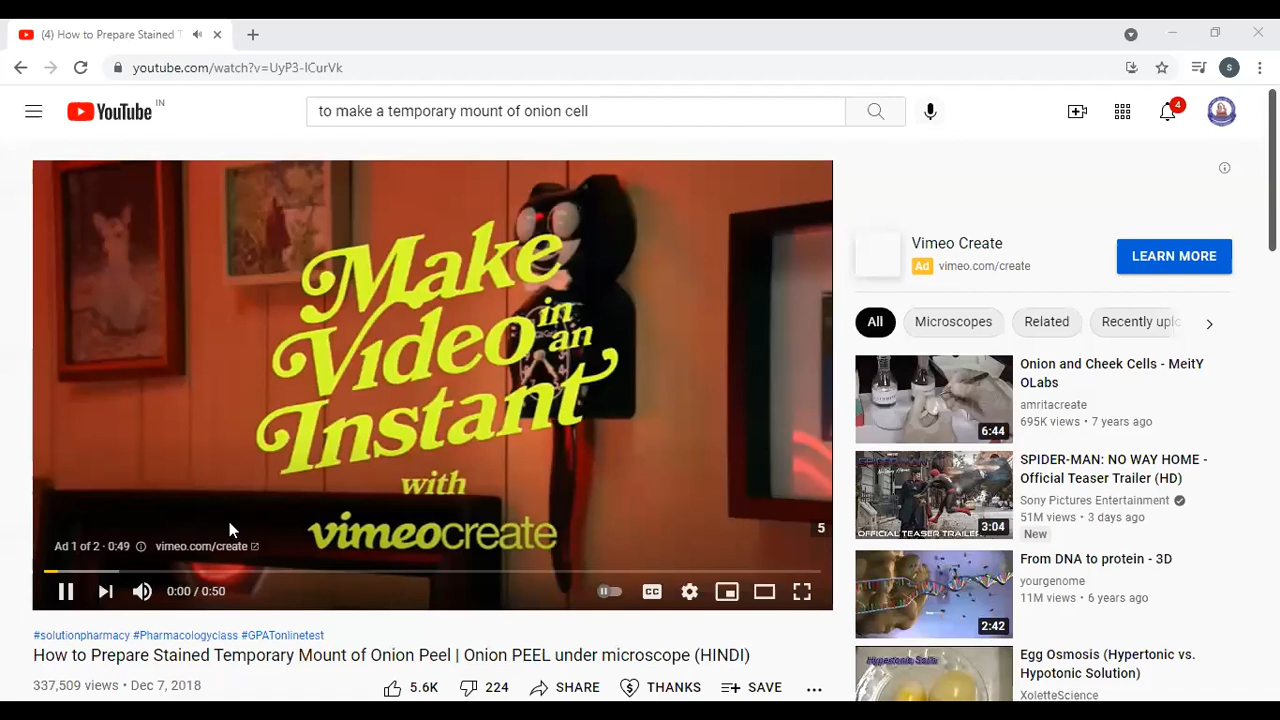 (4) How to Prepare Stained T
youtube.com/watch?v=UyP3-lCurVk
S
YouTube IN
to make a temporary mount of onion cell
4
Make
Video in
an
Instant
with
vimeocreate
5
Ad 1 of 2 · 0:49 vimeo.com/create
0:00 / 0:50
CC
#solutionpharmacy #Pharmacologyclass #GPATonlinetest
How to Prepare Stained Temporary Mount of Onion Peel | Onion PEEL under microscope (HINDI)
337,509 views • Dec 7, 2018
5.6K 224 SHARE THANKS SAVE
Vimeo Create
Ad vimeo.com/create
LEARN MORE
All Microscopes Related Recently uplo
Onion and Cheek Cells - MeitY
OLabs
amritacreate
695K views • 7 years ago
6:44
SPIDER-MAN: NO WAY HOME -
Official Teaser Trailer (HD)
Sony Pictures Entertainment
51M views • 3 days ago
New
OFFICIAL TEASER TRAILER
3:04
From DNA to protein - 3D
yourgenome
11M views • 6 years ago
2:42
Egg Osmosis (Hypertonic vs.
Hypotonic Solution)
XoletteScience